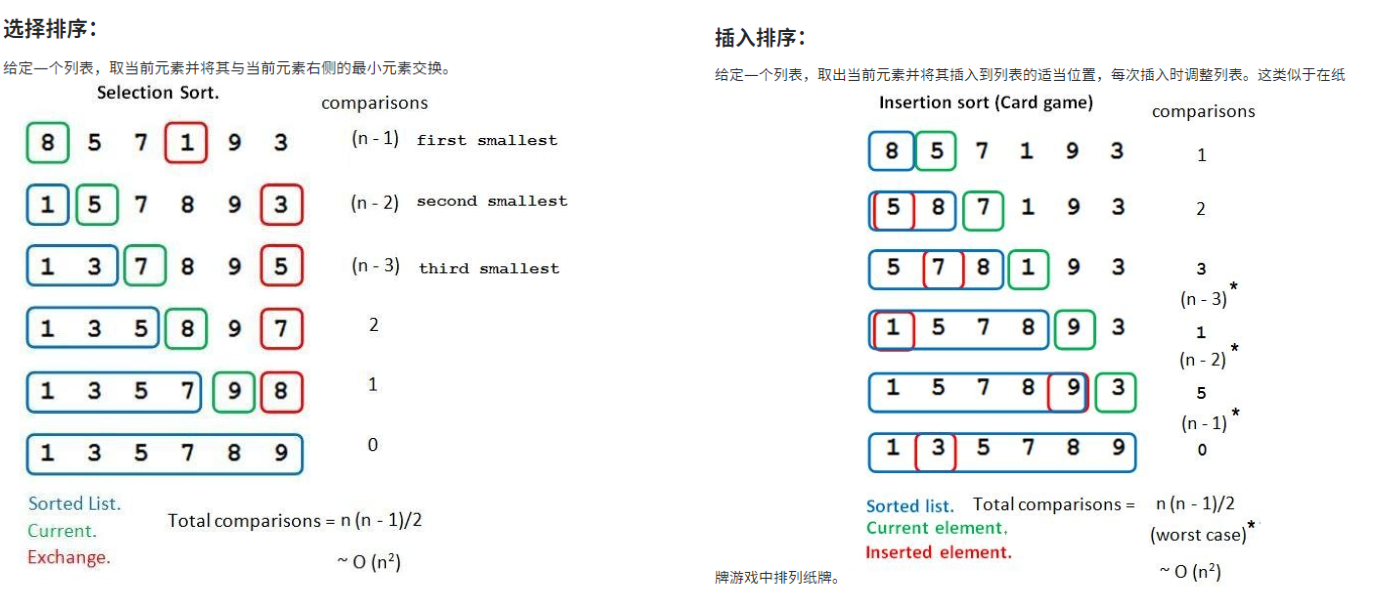 选择排序：
给定一个列表，取当前元素并将其与当前元素右侧的最小元素交换。
Selection Sort.
comparisons
8 5 7 1 9 3 (n - 1) first smallest
1 5 7 8 9 3 (n - 2) second smallest
1 3 7 8 9 5 (n - 3) third smallest
1 3 5 8 9 7 2
1 3 5 7 9 8 1
1 3 5 7 8 9 0
Sorted List.
Current.
Exchange.
Total comparisons = n (n - 1)/2
~ O (n²)
插入排序：
给定一个列表，取出当前元素并将其插入到列表的适当位置，每次插入时调整列表。这类似于在纸
Insertion sort (Card game)
comparisons
8 5 7 1 9 3 1
5 8 7 1 9 3 2
5 7 8 1 9 3 3
(n - 3)*
1 5 7 8 9 3 1
(n - 2)*
1 5 7 8 9 3 5
(n - 1)*
1 3 5 7 8 9 0
Sorted list.
Current element.
Inserted element.
Total comparisons = n (n - 1)/2
(worst case)*
~ O (n²)
牌游戏中排列纸牌。